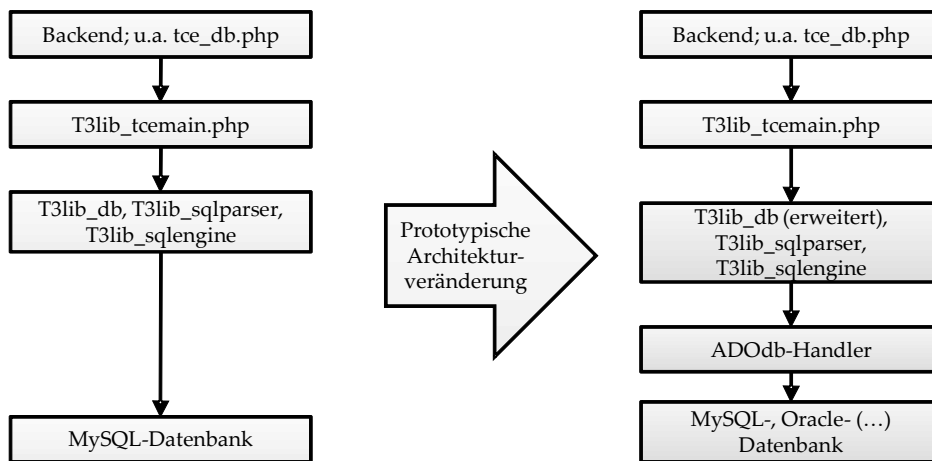 Backend; u.a. tce_db.php
T3lib_tcemain.php
T3lib_db, T3lib_sqlparser,
T3lib_sqlengine
MySQL-Datenbank
Prototypische
Architektur-
veränderung
Backend; u.a. tce_db.php
T3lib_tcemain.php
T3lib_db (erweitert),
T3lib_sqlparser,
T3lib_sqlengine
ADOdb-Handler
MySQL-, Oracle- (…)
Datenbank